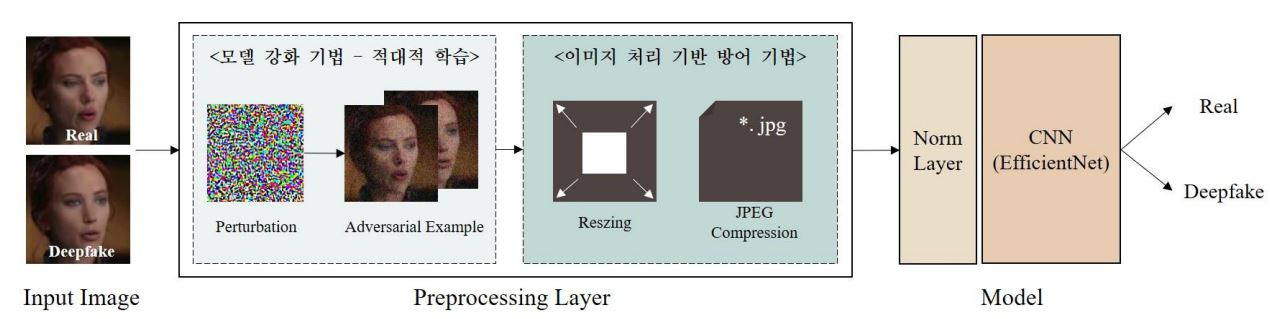 <모델 강화 기법 - 적대적 학습>
<이미지 처리 기반 방어 기법>
Real
Deepfake
Perturbation
Adversarial Example
*. jpg
Reszing
JPEG
Compression
Norm
Layer
CNN
(EfficientNet)
Real
Deepfake
Input Image
Preprocessing Layer
Model